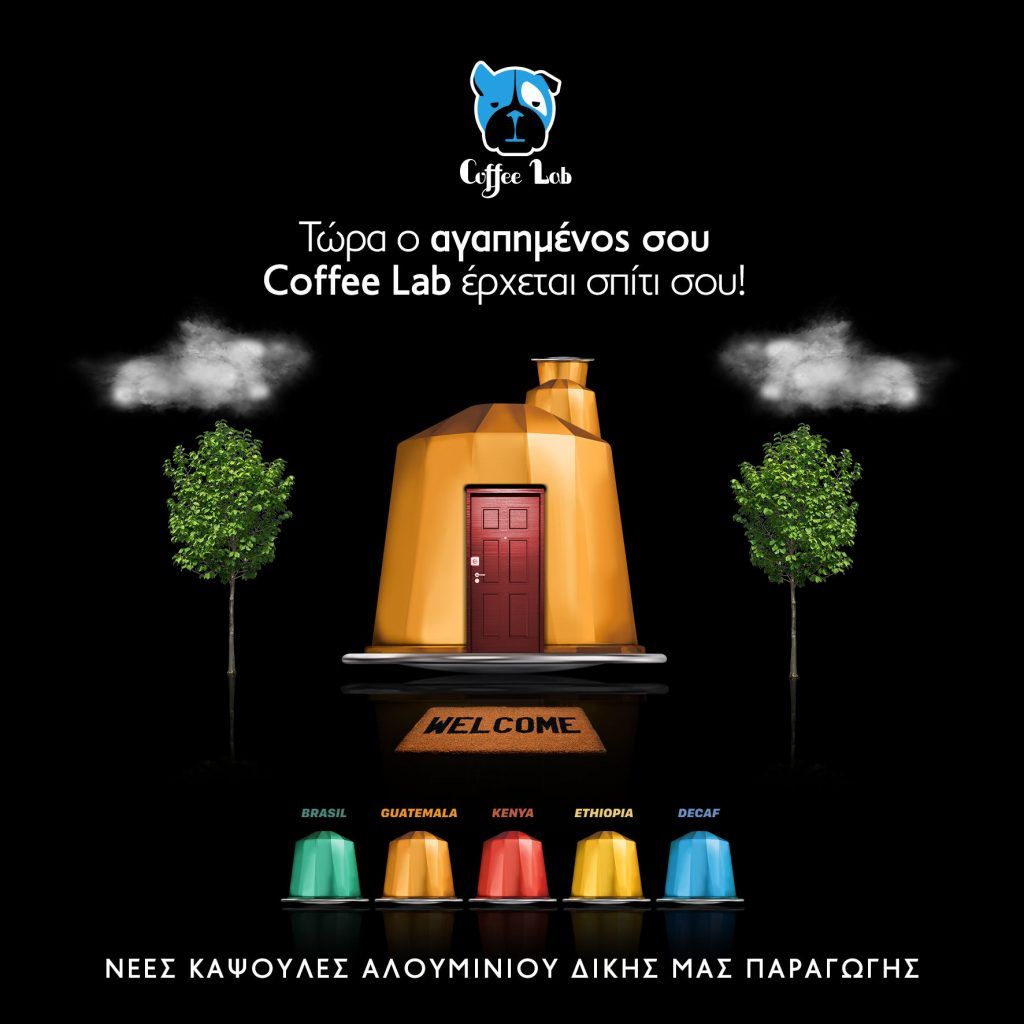 Coffee Lab
Τώρα ο αγαπημένος σου
Coffee Lab έρχεται σπίτι σου!
WELCOME
BRASIL GUATEMALA KENYA ETHIOPIA DECAF
ΝΕΕΣ ΚΑΨΟΥΛΕΣ ΑΛΟΥΜΙΝΙΟΥ ΔΙΚΗΣ ΜΑΣ ΠΑΡΑΓΩΓΗΣ